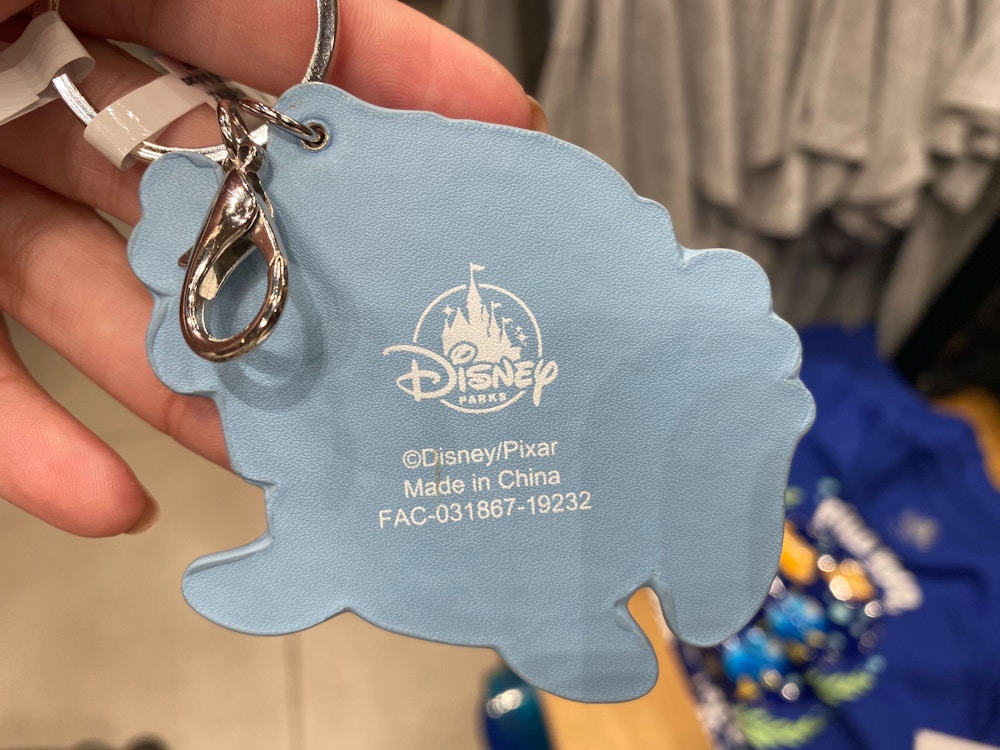 Disney
PARKS
©Disney/Pixar
Made in China
FAC-031867-19232